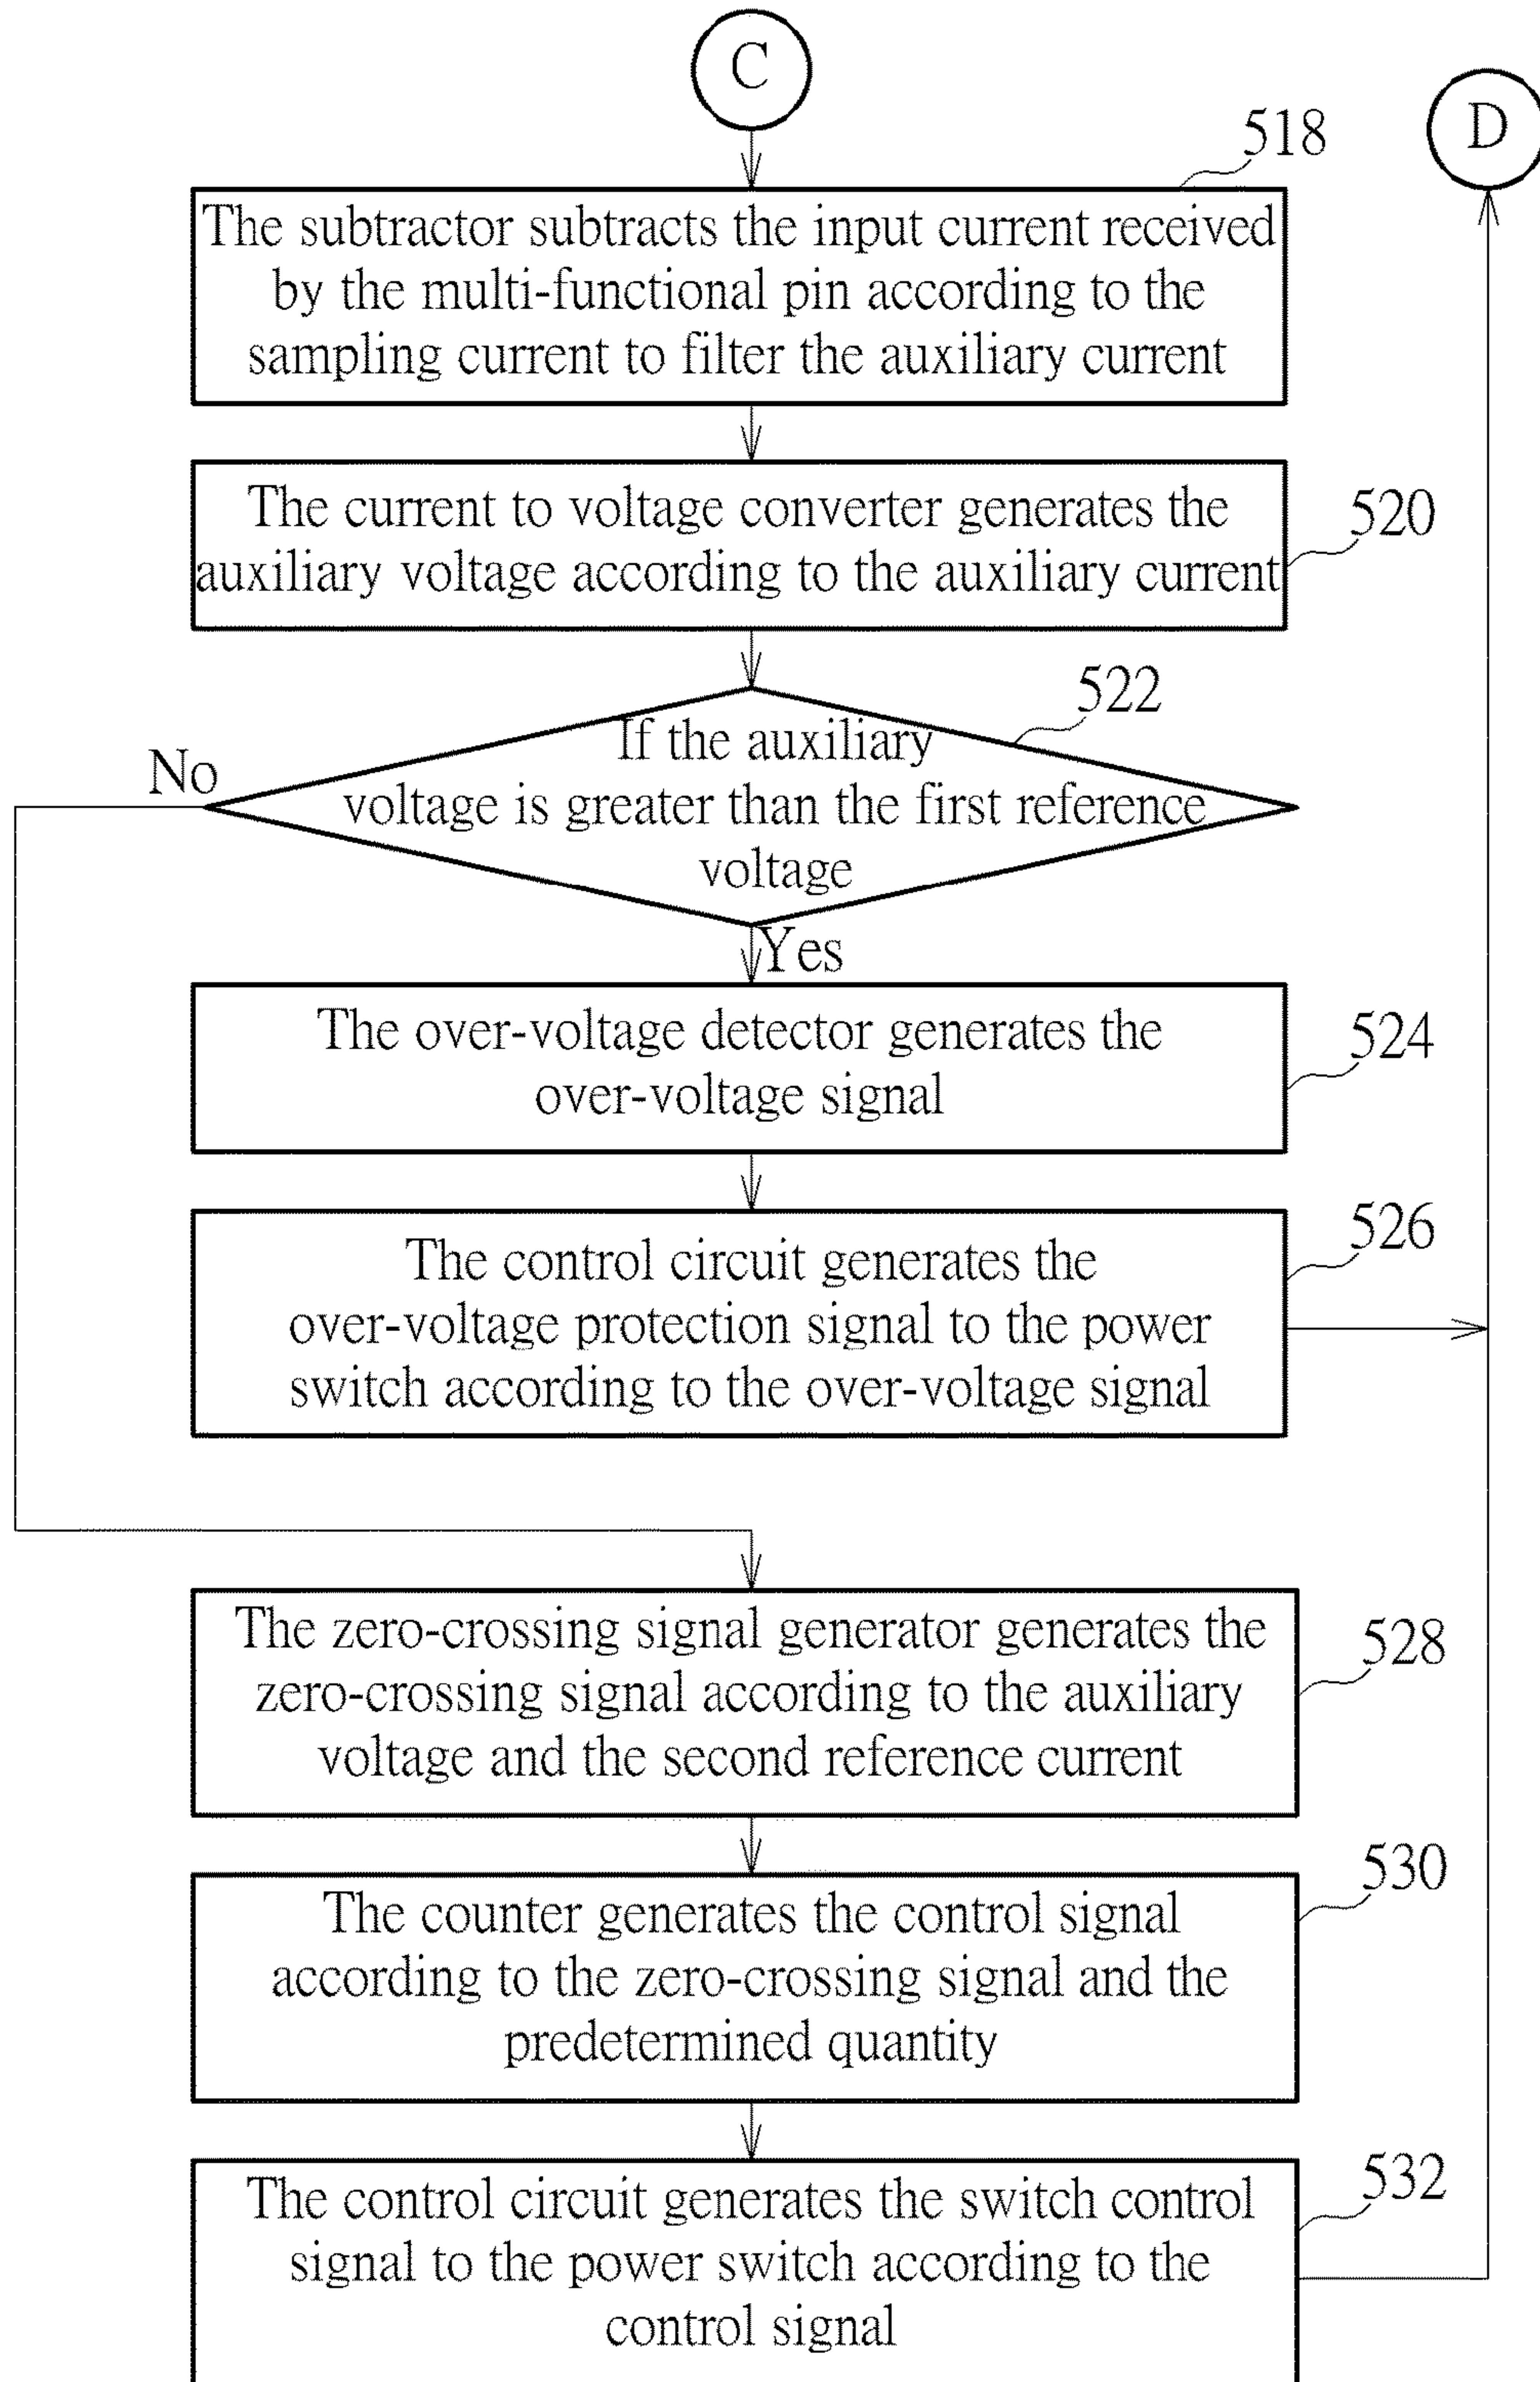 C
D
518
The subtractor subtracts the input current received
by the multi-functional pin according to the
sampling current to filter the auxiliary current
The current to voltage converter generates the
auxiliary voltage according to the auxiliary current
520
522
If the auxiliary
voltage is greater than the first reference
voltage
No
Yes
The over-voltage detector generates the
over-voltage signal
524
The control circuit generates the
over-voltage protection signal to the power
switch according to the over-voltage signal
526
The zero-crossing signal generator generates the
zero-crossing signal according to the auxiliary
voltage and the second reference current
528
The counter generates the control signal
according to the zero-crossing signal and the
predetermined quantity
530
The control circuit generates the switch control
signal to the power switch according to the
control signal
532